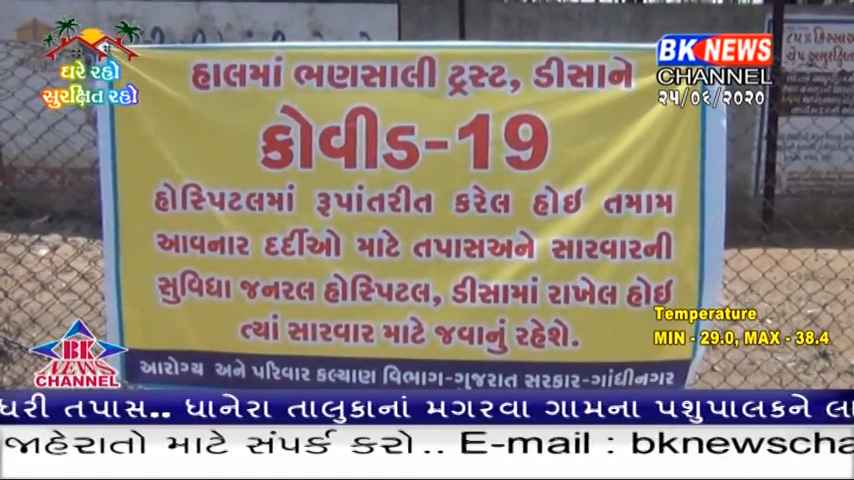 ઘરે રહો
સુરક્ષિત રહો
BK NEWS
CHANNEL
૨૫/૦૬/૨૦૨૦
હાલમાં ભણસાલી ટ્રસ્ટ, ડીસાને
કોવીડ-19
હોસ્પિટલમાં રૂપાંતરીત કરેલ હોઇ તમામ
આવનાર દર્દીઓ માટે તપાસઅને સારવારની
સુવિધા જનરલ હોસ્પિટલ, ડીસામાં રાખેલ હોઇ
ત્યાં સારવાર માટે જવાનું રહેશે.
આરોગ્ય અને પરિવાર કલ્યાણ વિભાગ-ગુજરાત સરકાર-ગાંધીનગર
Temperature
MIN - 29.0, MAX - 38.4
BK
NEWS
CHANNEL
ધરી તપાસ.. ધાનેરા તાલુકાનાં મગરવા ગામના પશુપાલકને લા
જાહેરાતો માટે સંપર્ક કરો.. E-mail : bknewscha